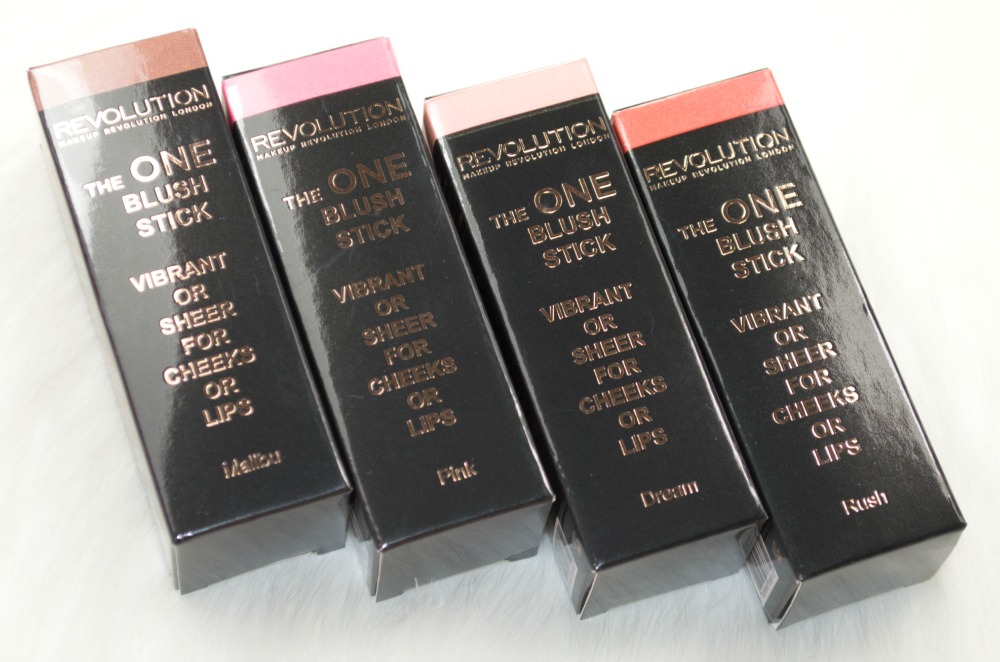 REVOLUTION
MAKEUP REVOLUTION LONDON
THE ONE
BLUSH
STICK
VIBRANT
OR
SHEER
FOR
CHEEKS
OR
LIPS
Malibu
REVOLUTION
MAKEUP REVOLUTION LONDON
THE ONE
BLUSH
STICK
VIBRANT
OR
SHEER
FOR
CHEEKS
OR
LIPS
Pink
REVOLUTION
MAKEUP REVOLUTION LONDON
THE ONE
BLUSH
STICK
VIBRANT
OR
SHEER
FOR
CHEEKS
OR
LIPS
Dream
REVOLUTION
MAKEUP REVOLUTION LONDON
THE ONE
BLUSH
STICK
VIBRANT
OR
SHEER
FOR
CHEEKS
OR
LIPS
Rush